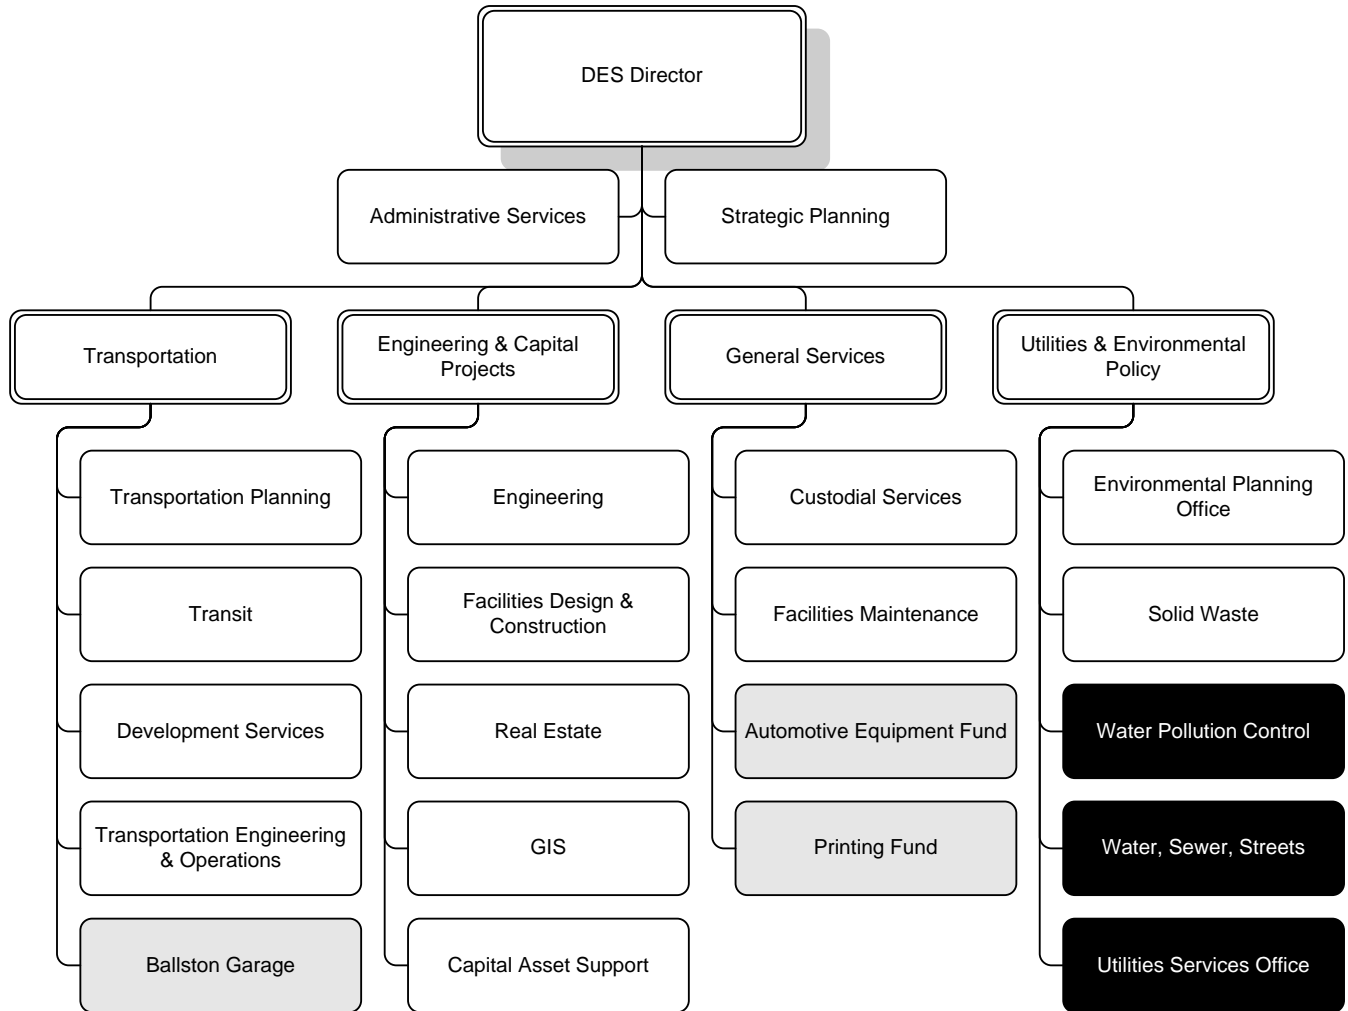 DES Director
Administrative Services
Strategic Planning
Transportation
Engineering & Capital
Projects
General Services
Utilities & Environmental
Policy
Transportation Planning
Engineering
Custodial Services
Environmental Planning
Office
Transit
Facilities Design &
Construction
Facilities Maintenance
Solid Waste
Development Services
Real Estate
Automotive Equipment Fund
Water Pollution Control
Transportation Engineering
& Operations
GIS
Printing Fund
Water, Sewer, Streets
Ballston Garage
Capital Asset Support
Utilities Services Office